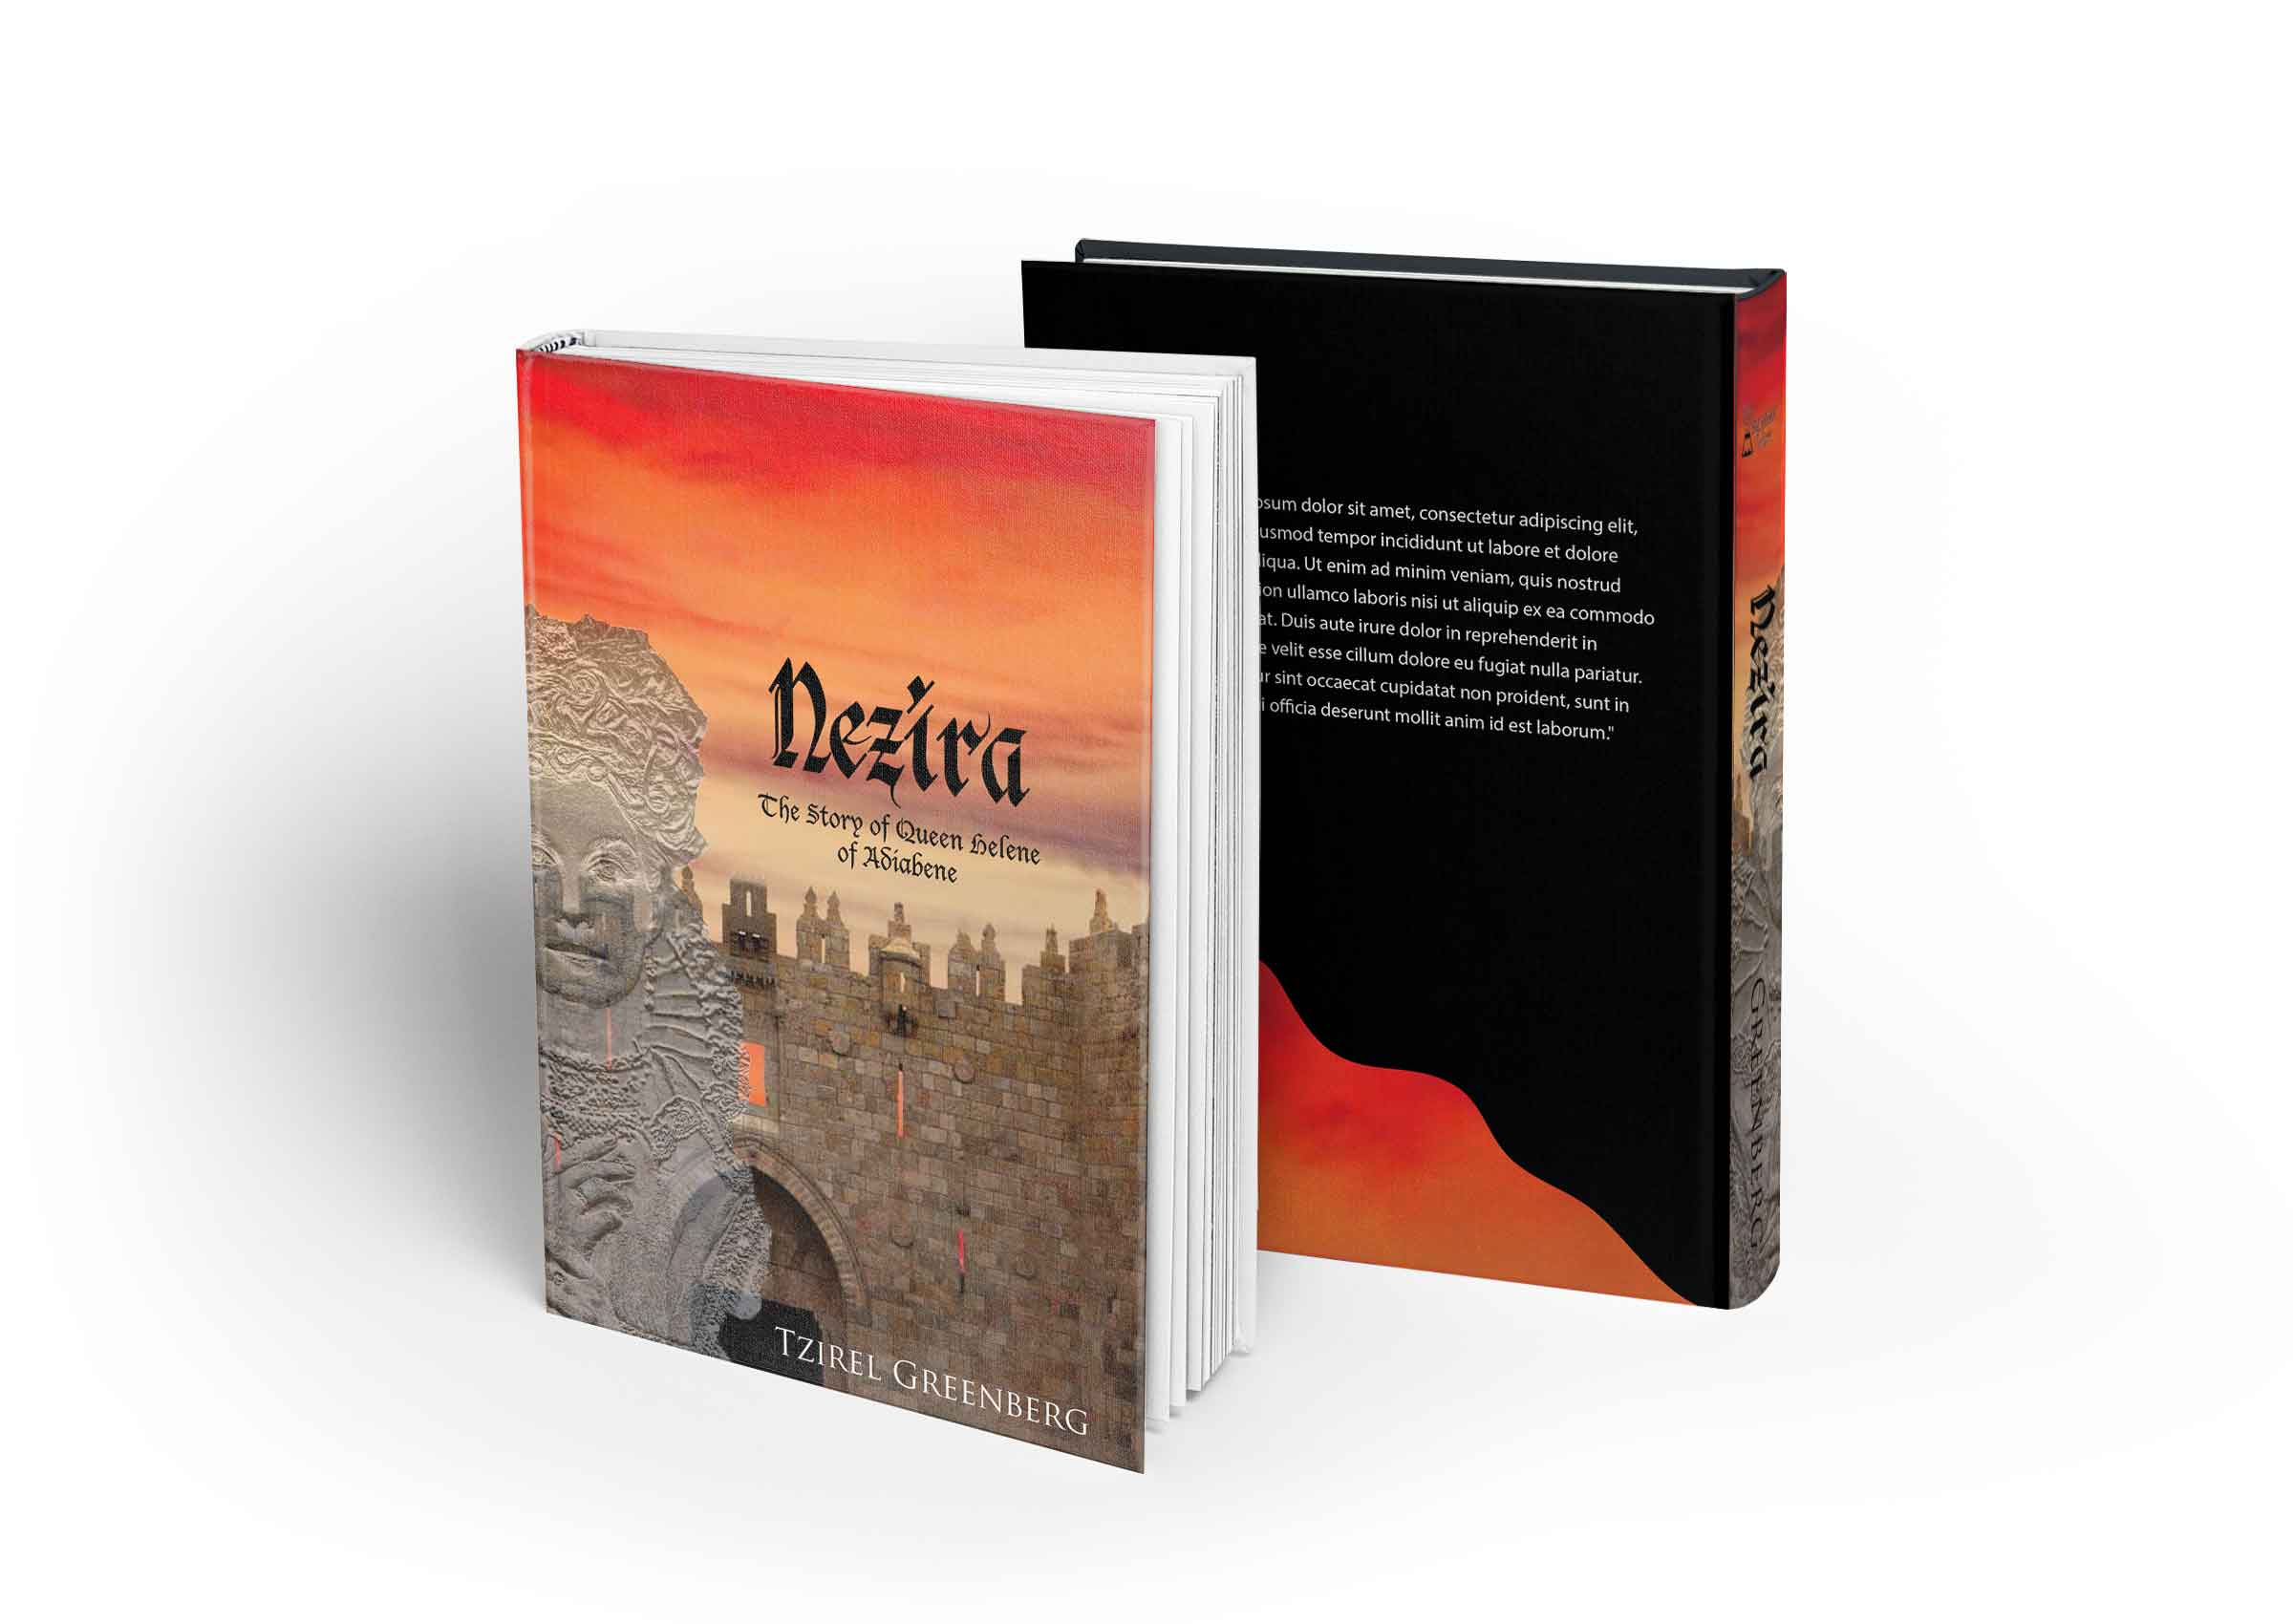 Nezira
The Story of Queen Helene
of Adiabene
TZIREL GREENBERG
sum dolor sit amet, consectetur adipiscing elit,
usmod tempor incididunt ut labore et dolore
liqua. Ut enim ad minim veniam, quis nostrud
ion ullamco laboris nisi ut aliquip ex ea commodo
at. Duis aute irure dolor in reprehenderit in
e velit esse cillum dolore eu fugiat nulla pariatur.
ur sint occaecat cupidatat non proident, sunt in
i officia deserunt mollit anim id est laborum."
Nezira
GREENBERG